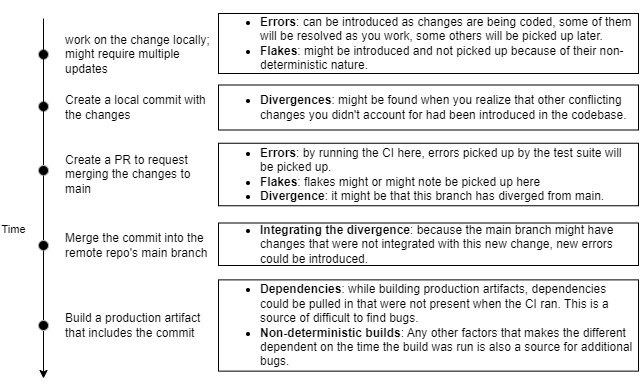 work on the change locally;
might require multiple
updates
• Errors: can be introduced as changes are being coded, some of them
will be resolved as you work, some others will be picked up later.
• Flakes: might be introduced and not picked up because of their non-
deterministic nature.
Create a local commit with
the changes
• Divergences: might be found when you realize that other conflicting
changes you didn't account for had been introduced in the codebase.
Create a PR to request
merging the changes to
main
• Errors: by running the CI here, errors picked up by the test suite will
be picked up.
• Flakes: flakes might or might note be picked up here
• Divergence: it might be that this branch has diverged from main.
Time
Merge the commit into the
remote repo's main branch
• Integrating the divergence: because the main branch might have
changes that were not integrated with this new change, new errors
could be introduced.
Build a production artifact
that includes the commit
• Dependencies: while building production artifacts, dependencies
could be pulled in that were not present when the CI ran. This is a
source of difficult to find bugs.
• Non-deterministic builds: Any other factors that makes the different
dependent on the time the build was run is also a source for additional
bugs.